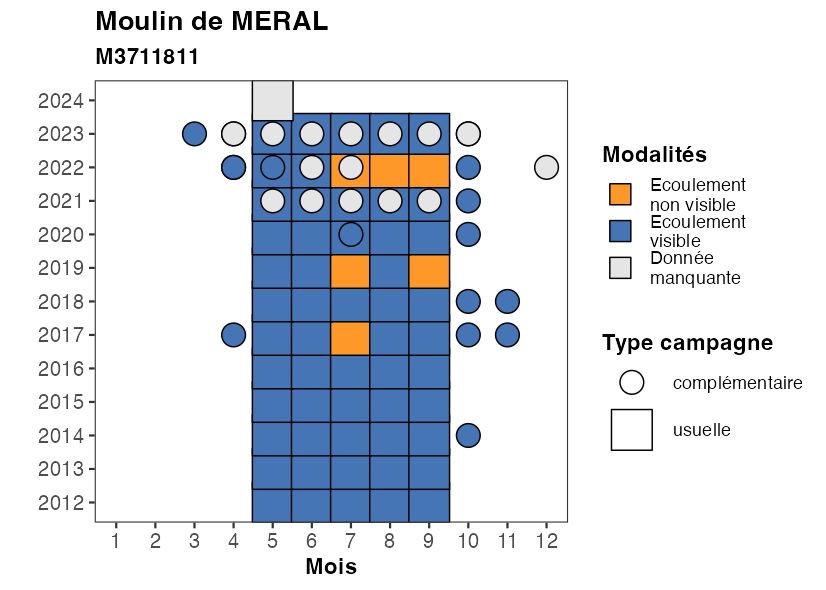 Moulin de MERAL
M3711811
2024
2023
2022
2021
2020
2019
2018
2017
2016
2015
2014
2013
2012
1 2 3 4 5 6 7 8 9 10 11 12
Mois
Modalités
Ecoulement
non visible
Ecoulement
visible
Donnée
manquante
Type campagne
complémentaire
usuelle